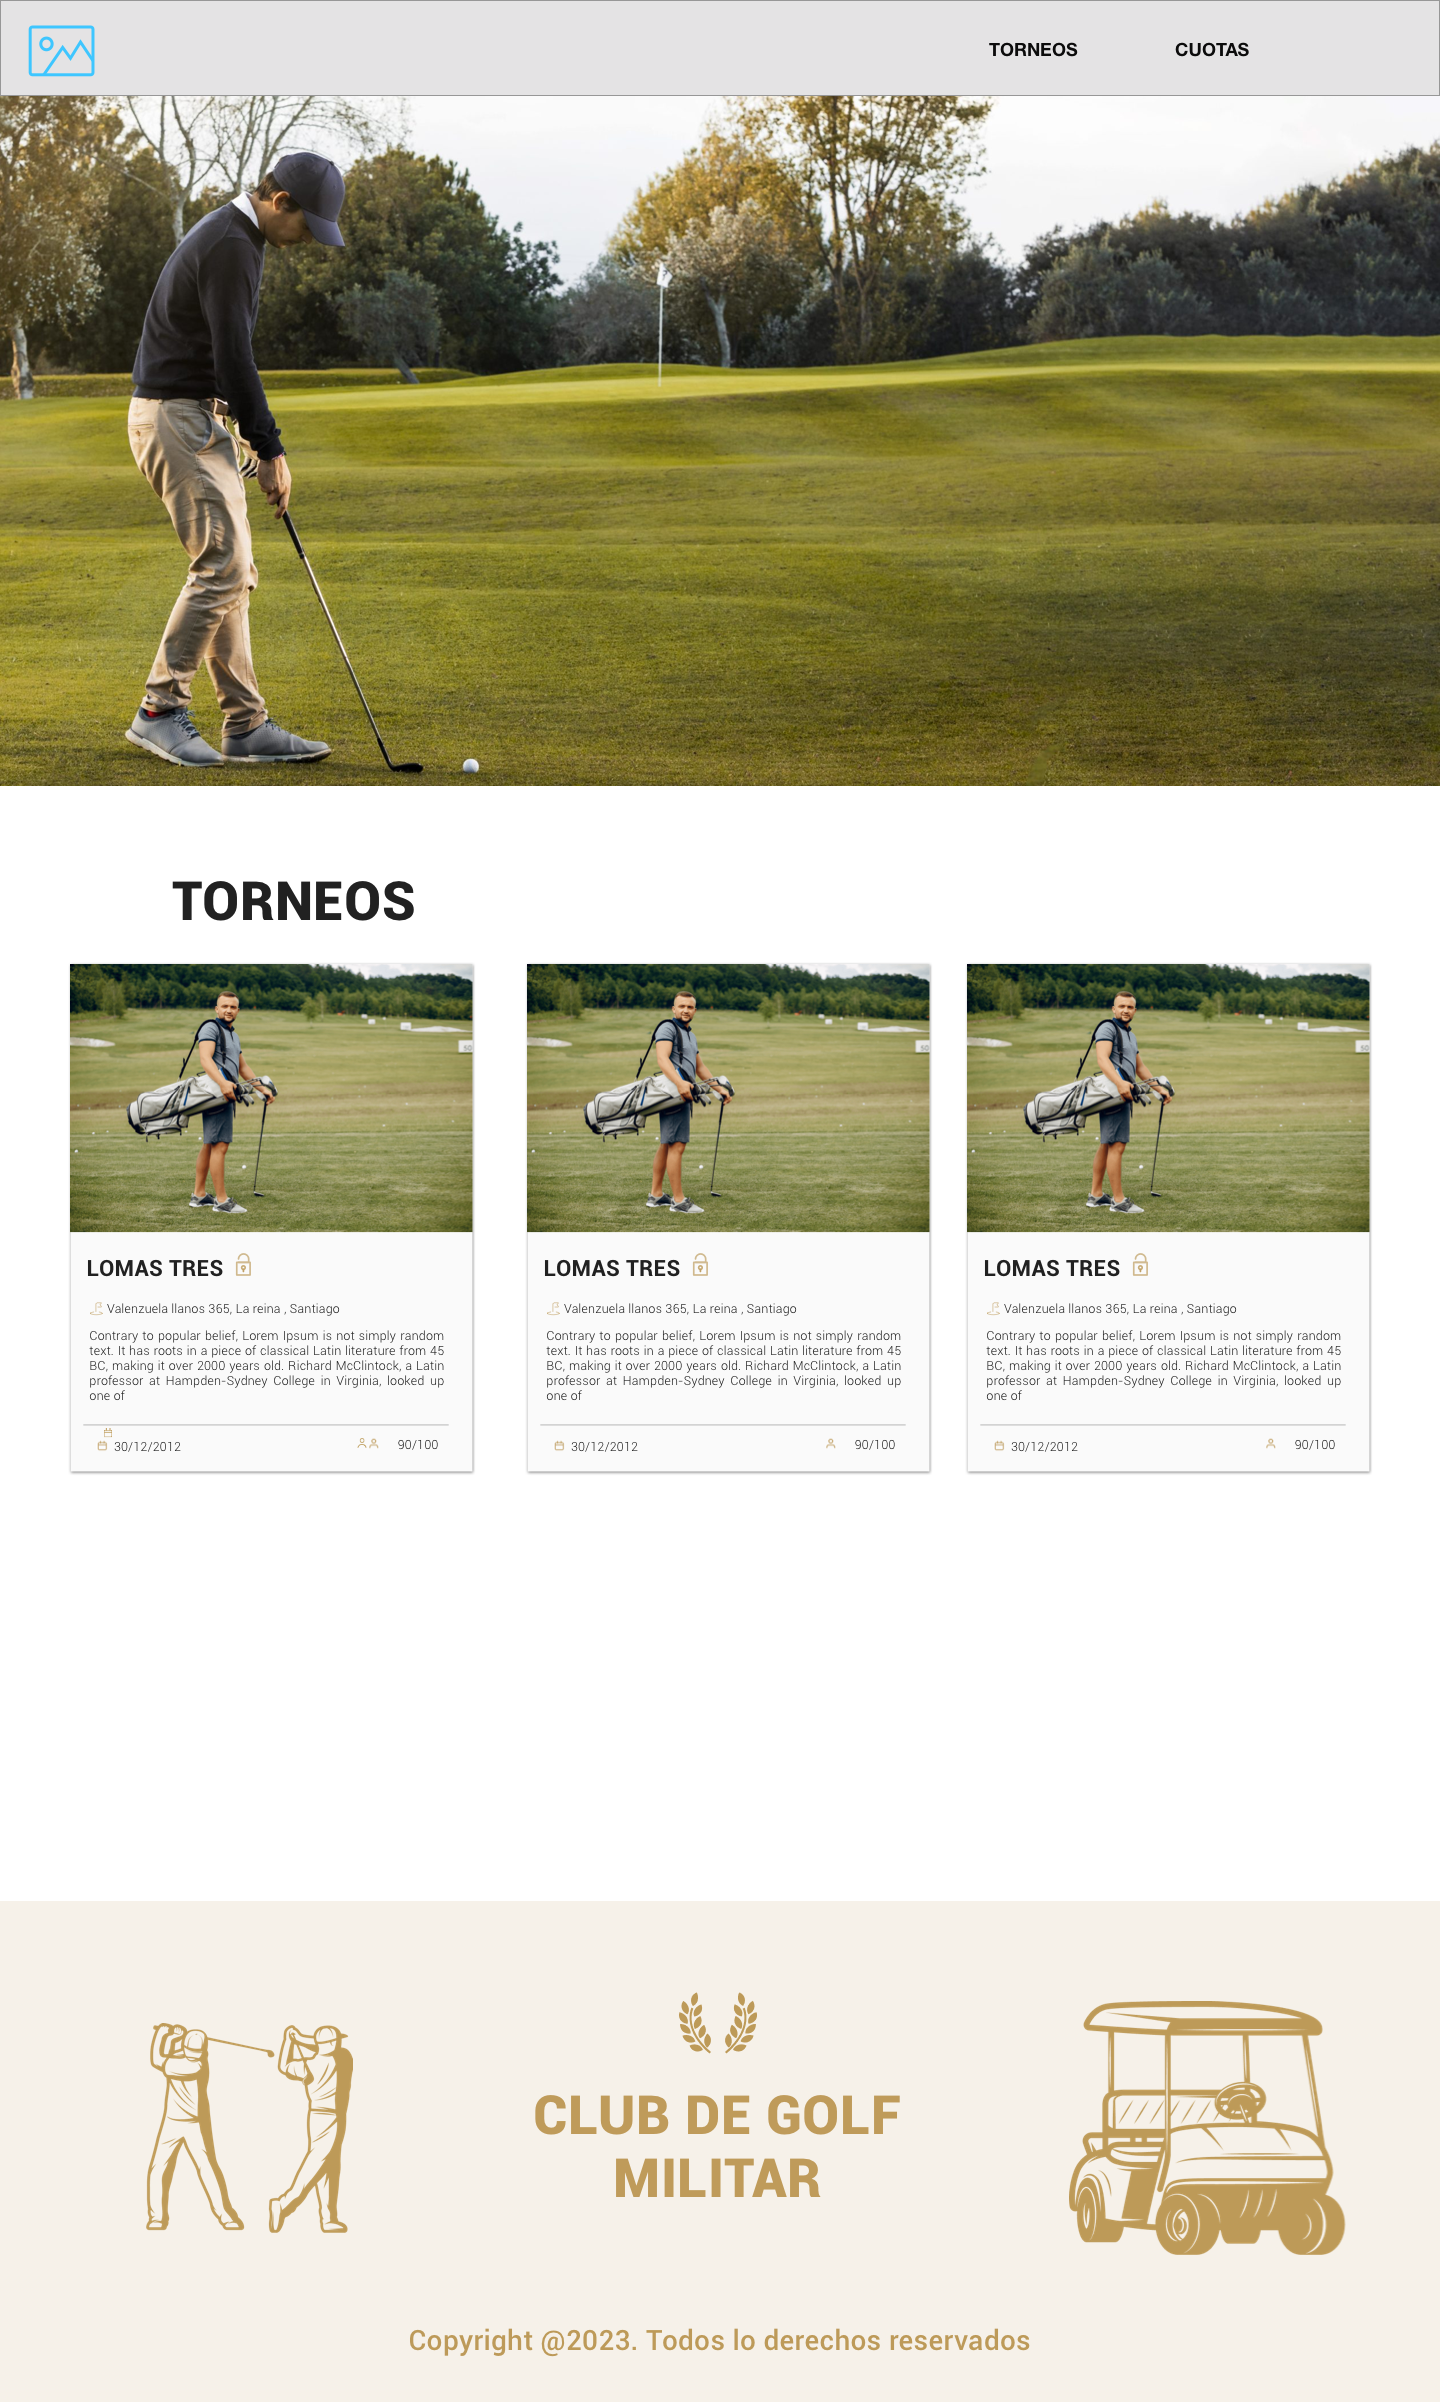 TORNEOS CUOTAS
TORNEOS
LOMAS TRES
Valenzuela llanos 365, La reina , Santiago
Contrary to popular belief, Lorem Ipsum is not simply random
text. It has roots in a piece of classical Latin literature from 45
BC, making it over 2000 years old. Richard McClintock, a Latin
professor at Hampden-Sydney College in Virginia, looked up
one of
30/12/2012 90/100
LOMAS TRES
Valenzuela llanos 365, La reina , Santiago
Contrary to popular belief, Lorem Ipsum is not simply random
text. It has roots in a piece of classical Latin literature from 45
BC, making it over 2000 years old. Richard McClintock, a Latin
professor at Hampden-Sydney College in Virginia, looked up
one of
30/12/2012 90/100
LOMAS TRES
Valenzuela llanos 365, La reina , Santiago
Contrary to popular belief, Lorem Ipsum is not simply random
text. It has roots in a piece of classical Latin literature from 45
BC, making it over 2000 years old. Richard McClintock, a Latin
professor at Hampden-Sydney College in Virginia, looked up
one of
30/12/2012 90/100
CLUB DE GOLF
MILITAR
Copyright @2023. Todos lo derechos reservados